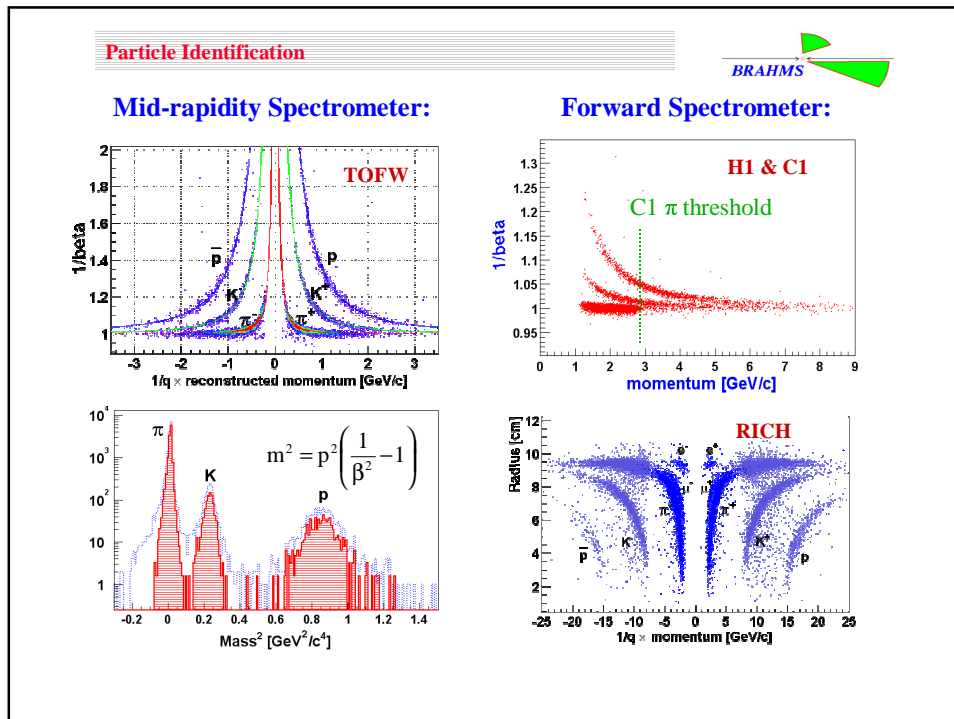 Particle Identification
BRAHMS
Mid-rapidity Spectrometer:
Forward Spectrometer:
TOFW
1/beta
2
1.8
1.6
1.4
1.2
1
p̄
p
K⁻
K⁺
π⁻
π⁺
-3 -2 -1 0 1 2 3
1/q × reconstructed momentum [GeV/c]
H1 & C1
C1 π threshold
1/beta
1.3
1.25
1.2
1.15
1.1
1.05
1
0.95
0 1 2 3 4 5 6 7 8 9
momentum [GeV/c]
10⁴
10³
10²
10
1
π
K
p
m² = p² (1/β² − 1)
-0.2 0 0.2 0.4 0.6 0.8 1 1.2 1.4
Mass² [GeV²/c⁴]
RICH
Radius [cm]
12
10
8
6
4
2
e⁻ e⁺
μ⁻ μ⁺
π⁻ π⁺
p̄ K⁻ K⁺ p
-25 -20 -15 -10 -5 0 5 10 15 20 25
1/q × momentum [GeV/c]